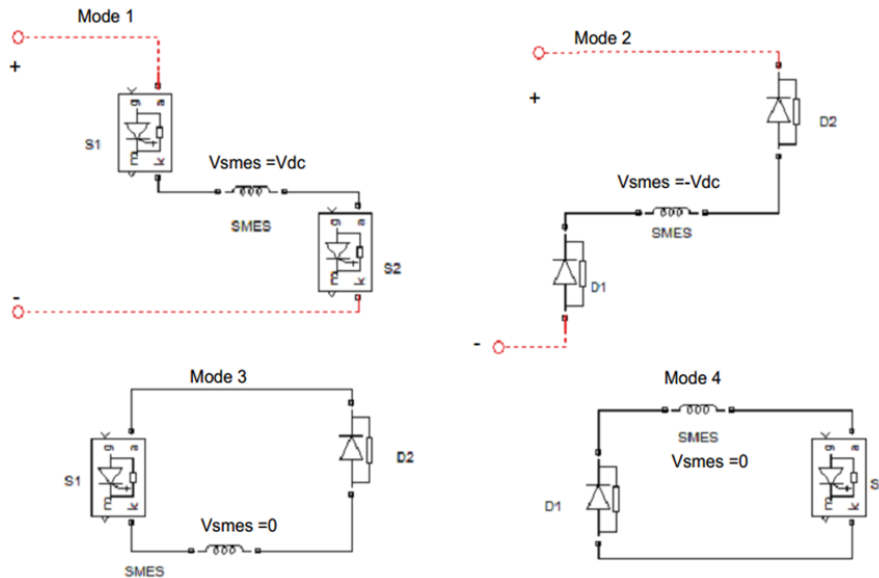 Mode 1
+
g a
S1
m k
Vsmes =Vdc
SMES
g a
S2
m k
-
Mode 2
+
D2
Vsmes =-Vdc
SMES
D1
-
Mode 3
g a
S1
m k
D2
Vsmes =0
SMES
Mode 4
SMES
Vsmes =0
D1
g a
S
m k